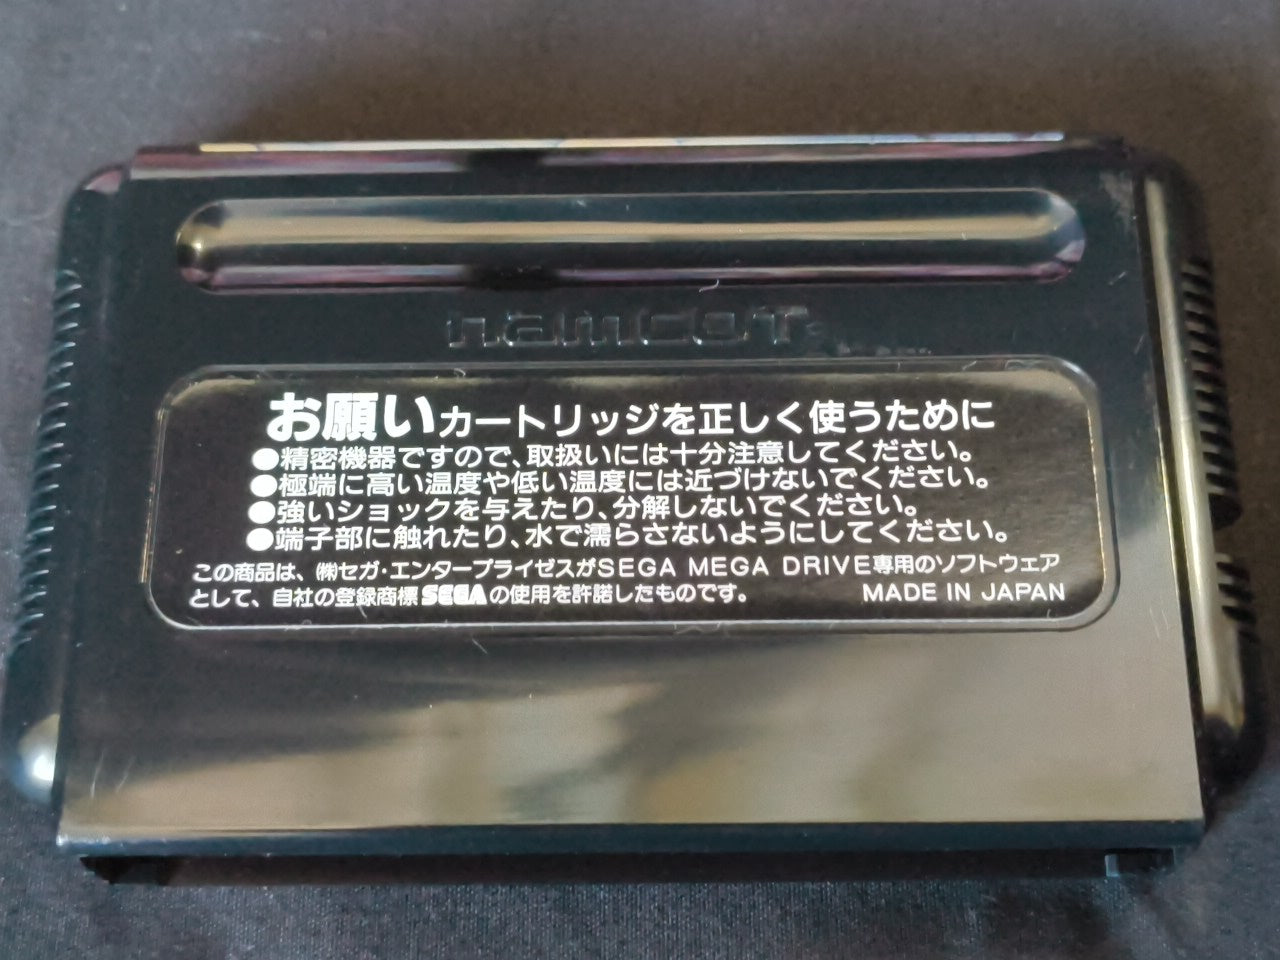 namcot
お願いカートリッジを正しく使うために
●精密機器ですので、取扱いには十分注意してください。
●極端に高い温度や低い温度には近づけないでください。
●強いショックを与えたり、分解しないでください。
●端子部に触れたり、水で濡らさないようにしてください。
この商品は、㈱セガ・エンタープライゼスがSEGA MEGA DRIVE専用のソフトウェア
として、自社の登録商標SEGAの使用を許諾したものです。 MADE IN JAPAN